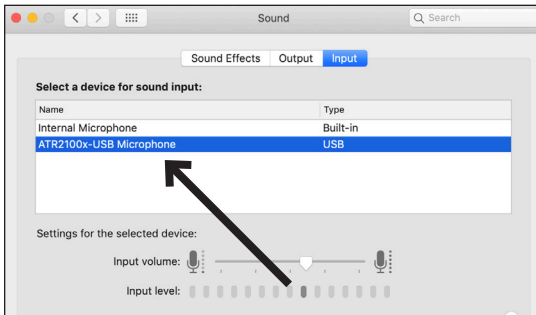 Sound
Search
Sound Effects Output Input
Select a device for sound input:
Name Type
Internal Microphone Built-in
ATR2100x-USB Microphone USB
Settings for the selected device:
Input volume:
Input level: